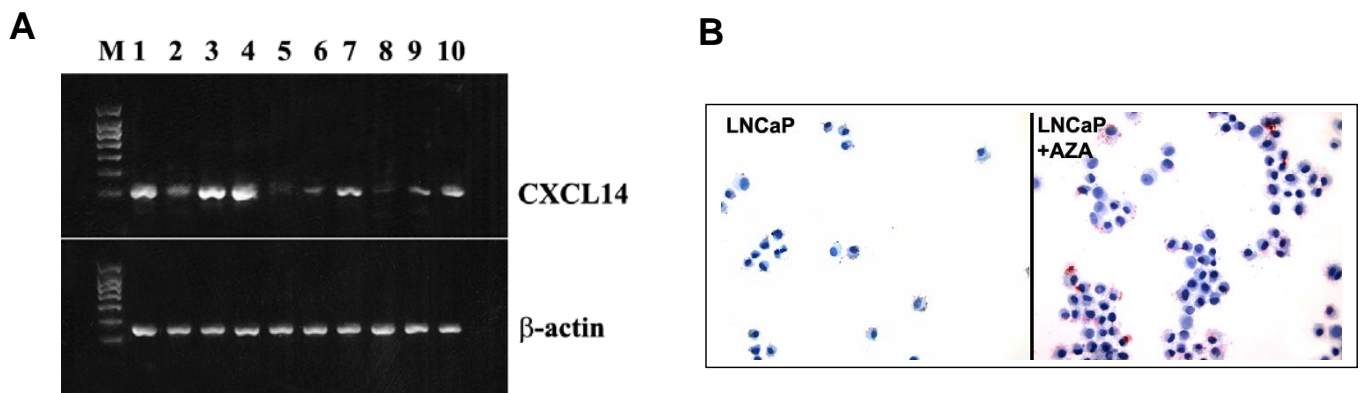 A
M 1 2 3 4 5 6 7 8 9 10
CXCL14
β-actin
B
LNCaP
LNCaP
+AZA